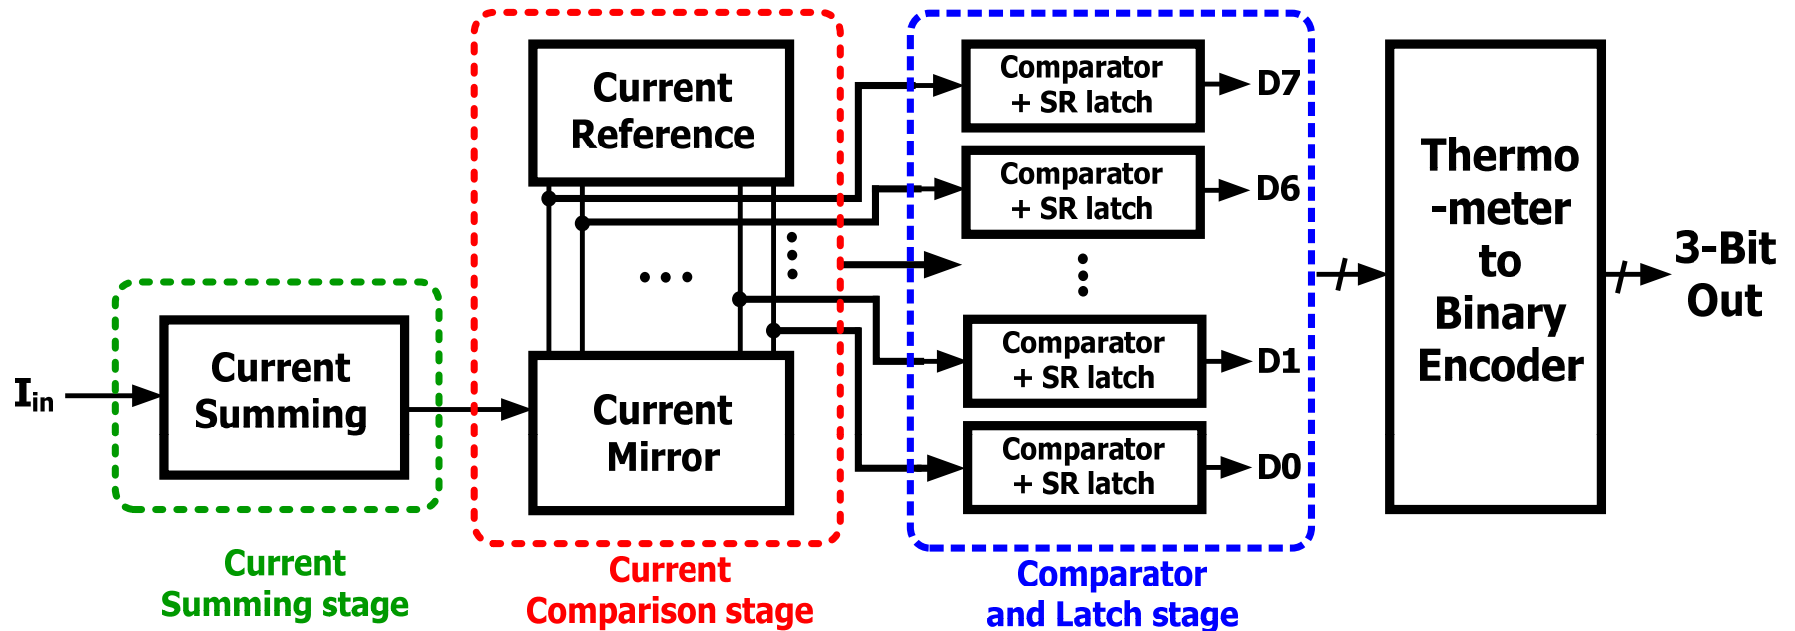 I_in
Current
Summing
Current
Summing stage
Current
Reference
Current
Mirror
Current
Comparison stage
Comparator
+ SR latch
D7
Comparator
+ SR latch
D6
Comparator
+ SR latch
D1
Comparator
+ SR latch
D0
Comparator
and Latch stage
Thermo
-meter
to
Binary
Encoder
3-Bit
Out